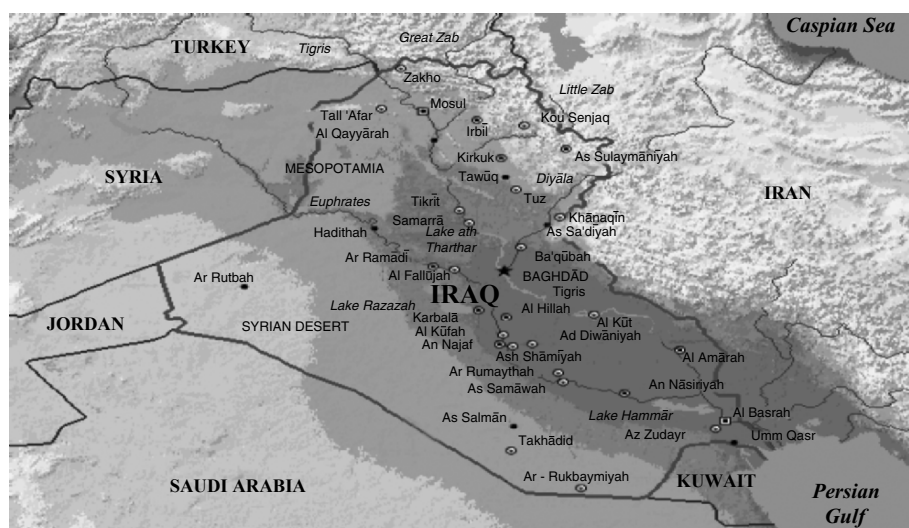 Caspian Sea
Great Zab
TURKEY
Tigris
Zakho
Little Zab
Mosul
Tall 'Afar
Irbīl
Kou Senjaq
Al Qayyārah
Kirkuk
As Sulaymānīyah
MESOPOTAMIA
SYRIA
Tawūq
Diyāla
IRAN
Euphrates
Tikrīt
Tuz
Samarrā
Khānaqīn
Hadithah
Lake ath
Tharthar
As Sa'dīyah
Ar Ramadī
Ba'qūbah
Al Fallūjah
BAGHDĀD
Ar Rutbah
IRAQ
Tigris
Lake Razazah
Karbalā
Al Hillah
JORDAN
SYRIAN DESERT
Al Kūfah
Al Kūt
Ad Dīwānīyah
An Najaf
Ash Shāmīyah
Al Amārah
Ar Rumaythah
As Samāwah
An Nāsiriyah
As Salmān
Lake Hammār
Al Basrah
Takhādid
Az Zudayr
Umm Qasr
Ar - Rukbaymiyah
KUWAIT
SAUDI ARABIA
Persian
Gulf